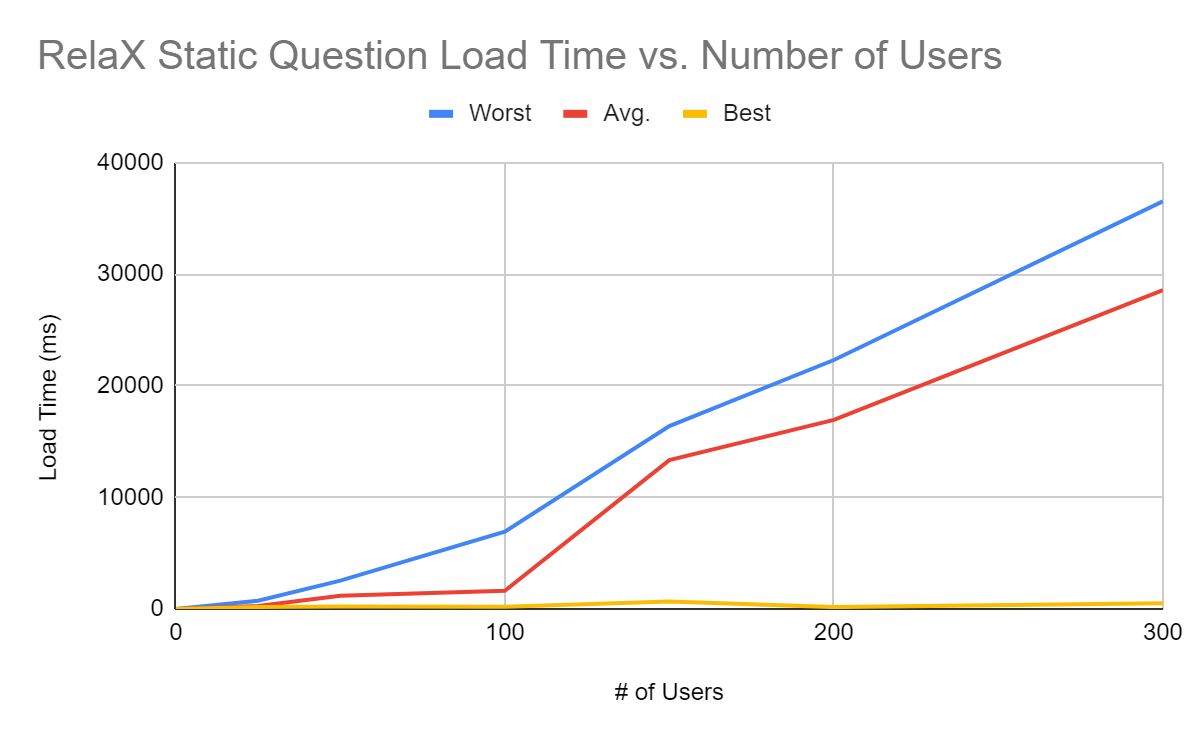 RelaX Static Question Load Time vs. Number of Users
Worst Avg. Best
40000
30000
20000
10000
0
Load Time (ms)
0 100 200 300
# of Users